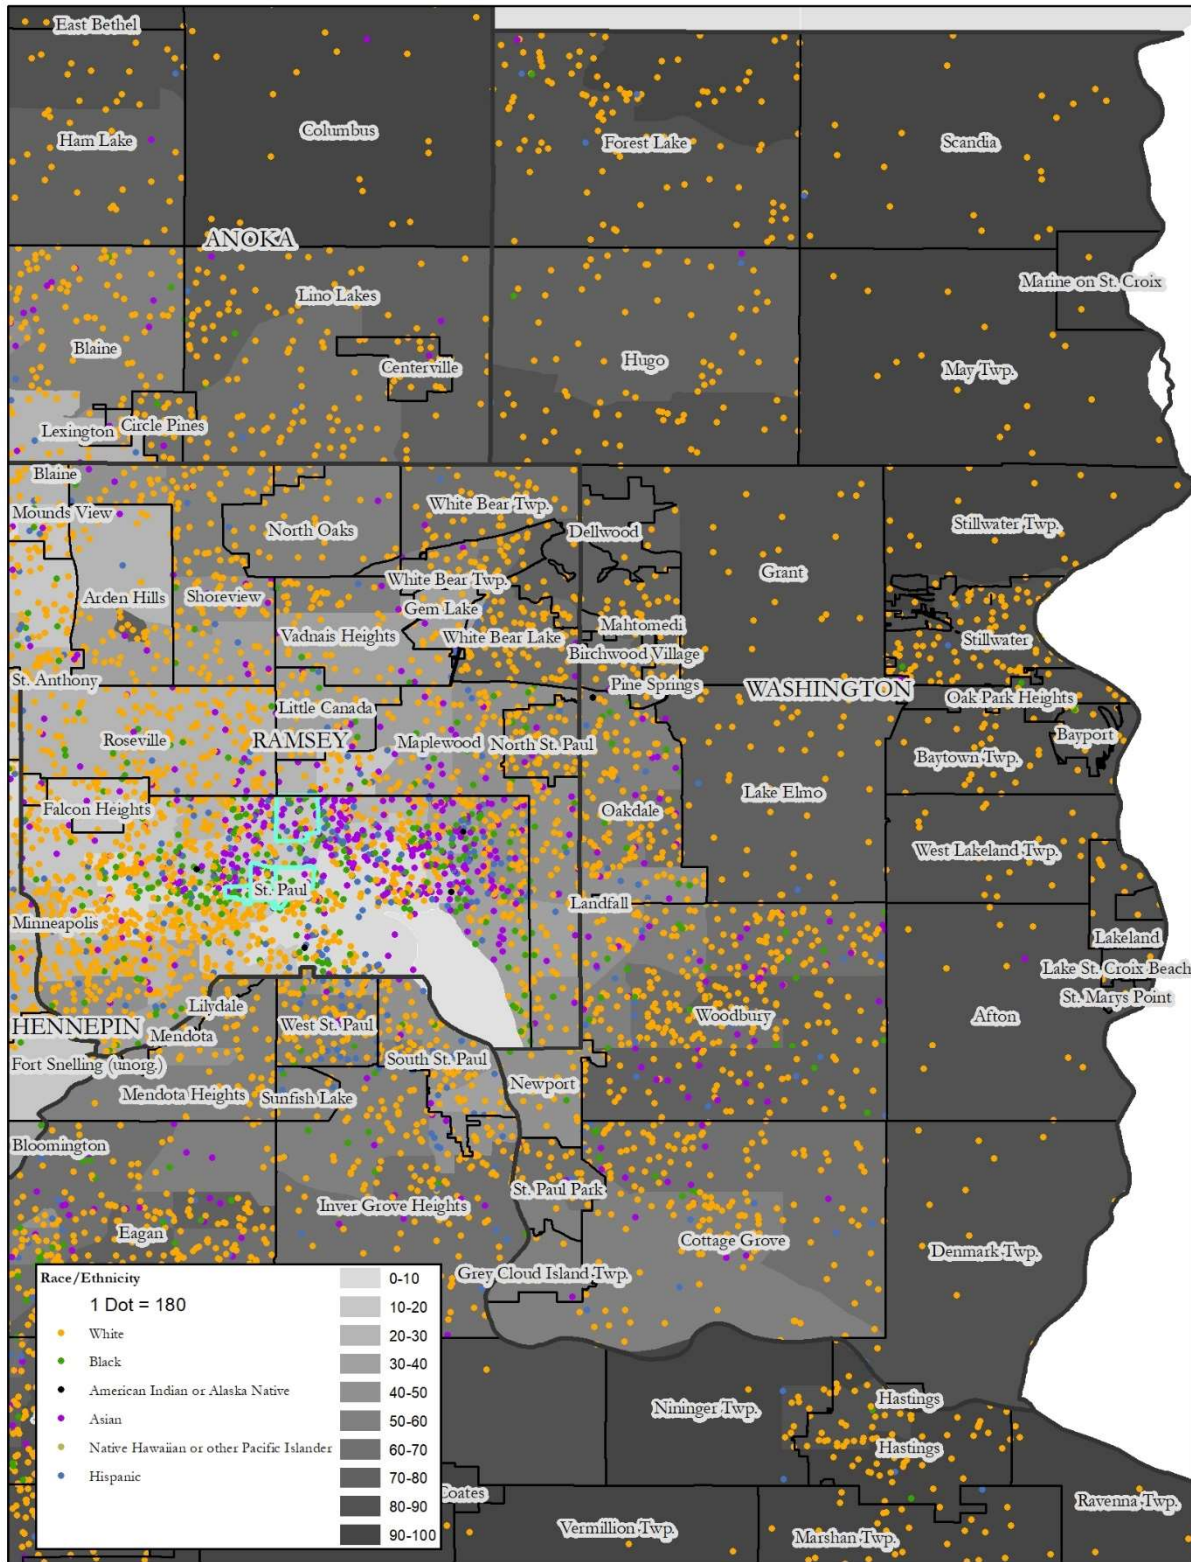 East Bethel
Ham Lake
Columbus
Forest Lake
Scandia
ANOKA
Lino Lakes
Marine on St. Croix
Blaine
Centerville
Hugo
May Twp.
Lexington
Circle Pines
Blaine
Mounds View
North Oaks
White Bear Twp.
Dellwood
Stillwater Twp.
Arden Hills
Shoreview
White Bear Twp.
Grant
Gem Lake
Vadnais Heights
White Bear Lake
Mahtomedi
Stillwater
Birchwood Village
St. Anthony
Pine Springs
WASHINGTON
Oak Park Heights
Little Canada
Roseville
RAMSEY
Maplewood
North St. Paul
Bayport
Baytown Twp.
Falcon Heights
Oakdale
Lake Elmo
West Lakeland Twp.
St. Paul
Landfall
Minneapolis
Lakeland
Lake St. Croix Beach
St. Marys Point
Lilydale
HENNEPIN
Mendota
West St. Paul
Woodbury
Afton
Fort Snelling (unorg.)
South St. Paul
Newport
Mendota Heights
Sunfish Lake
Bloomington
St. Paul Park
Inver Grove Heights
Eagan
Cottage Grove
Denmark Twp.
Grey Cloud Island Twp.
Race/Ethnicity
1 Dot = 180
White
Black
American Indian or Alaska Native
Asian
Native Hawaiian or other Pacific Islander
Hispanic
0-10
10-20
20-30
30-40
40-50
50-60
60-70
70-80
80-90
90-100
Nininger Twp.
Hastings
Hastings
Coates
Vermillion Twp.
Marshan Twp.
Ravenna Twp.